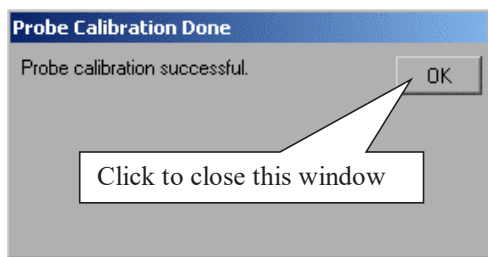 Probe Calibration Done
Probe calibration successful.
OK
Click to close this window